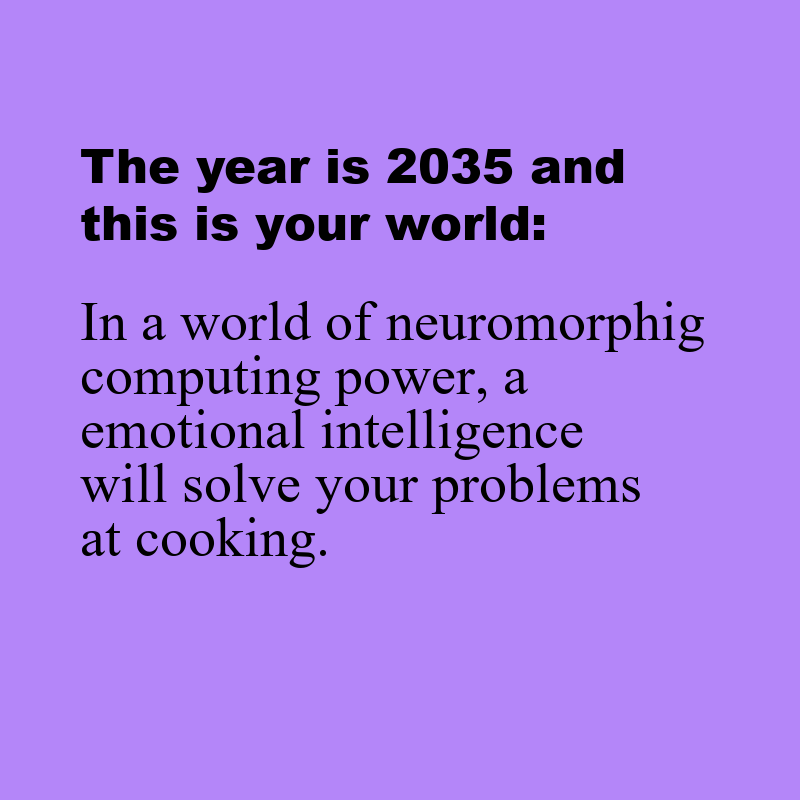 The year is 2035 and
this is your world:
In a world of neuromorphig
computing power, a
emotional intelligence
will solve your problems
at cooking.